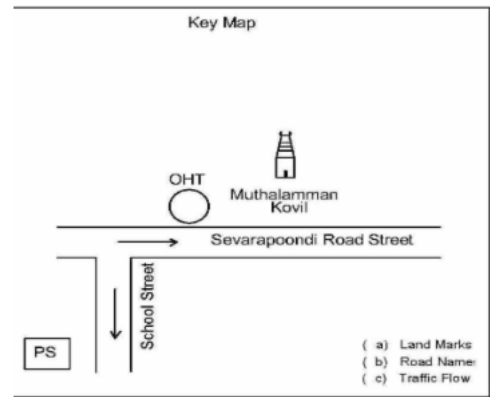 Key Map
OHT
Muthalamman
Kovil
Sevarapoondi Road Street
School Street
PS
( a) Land Marks
( b) Road Name
( c) Traffic Flow